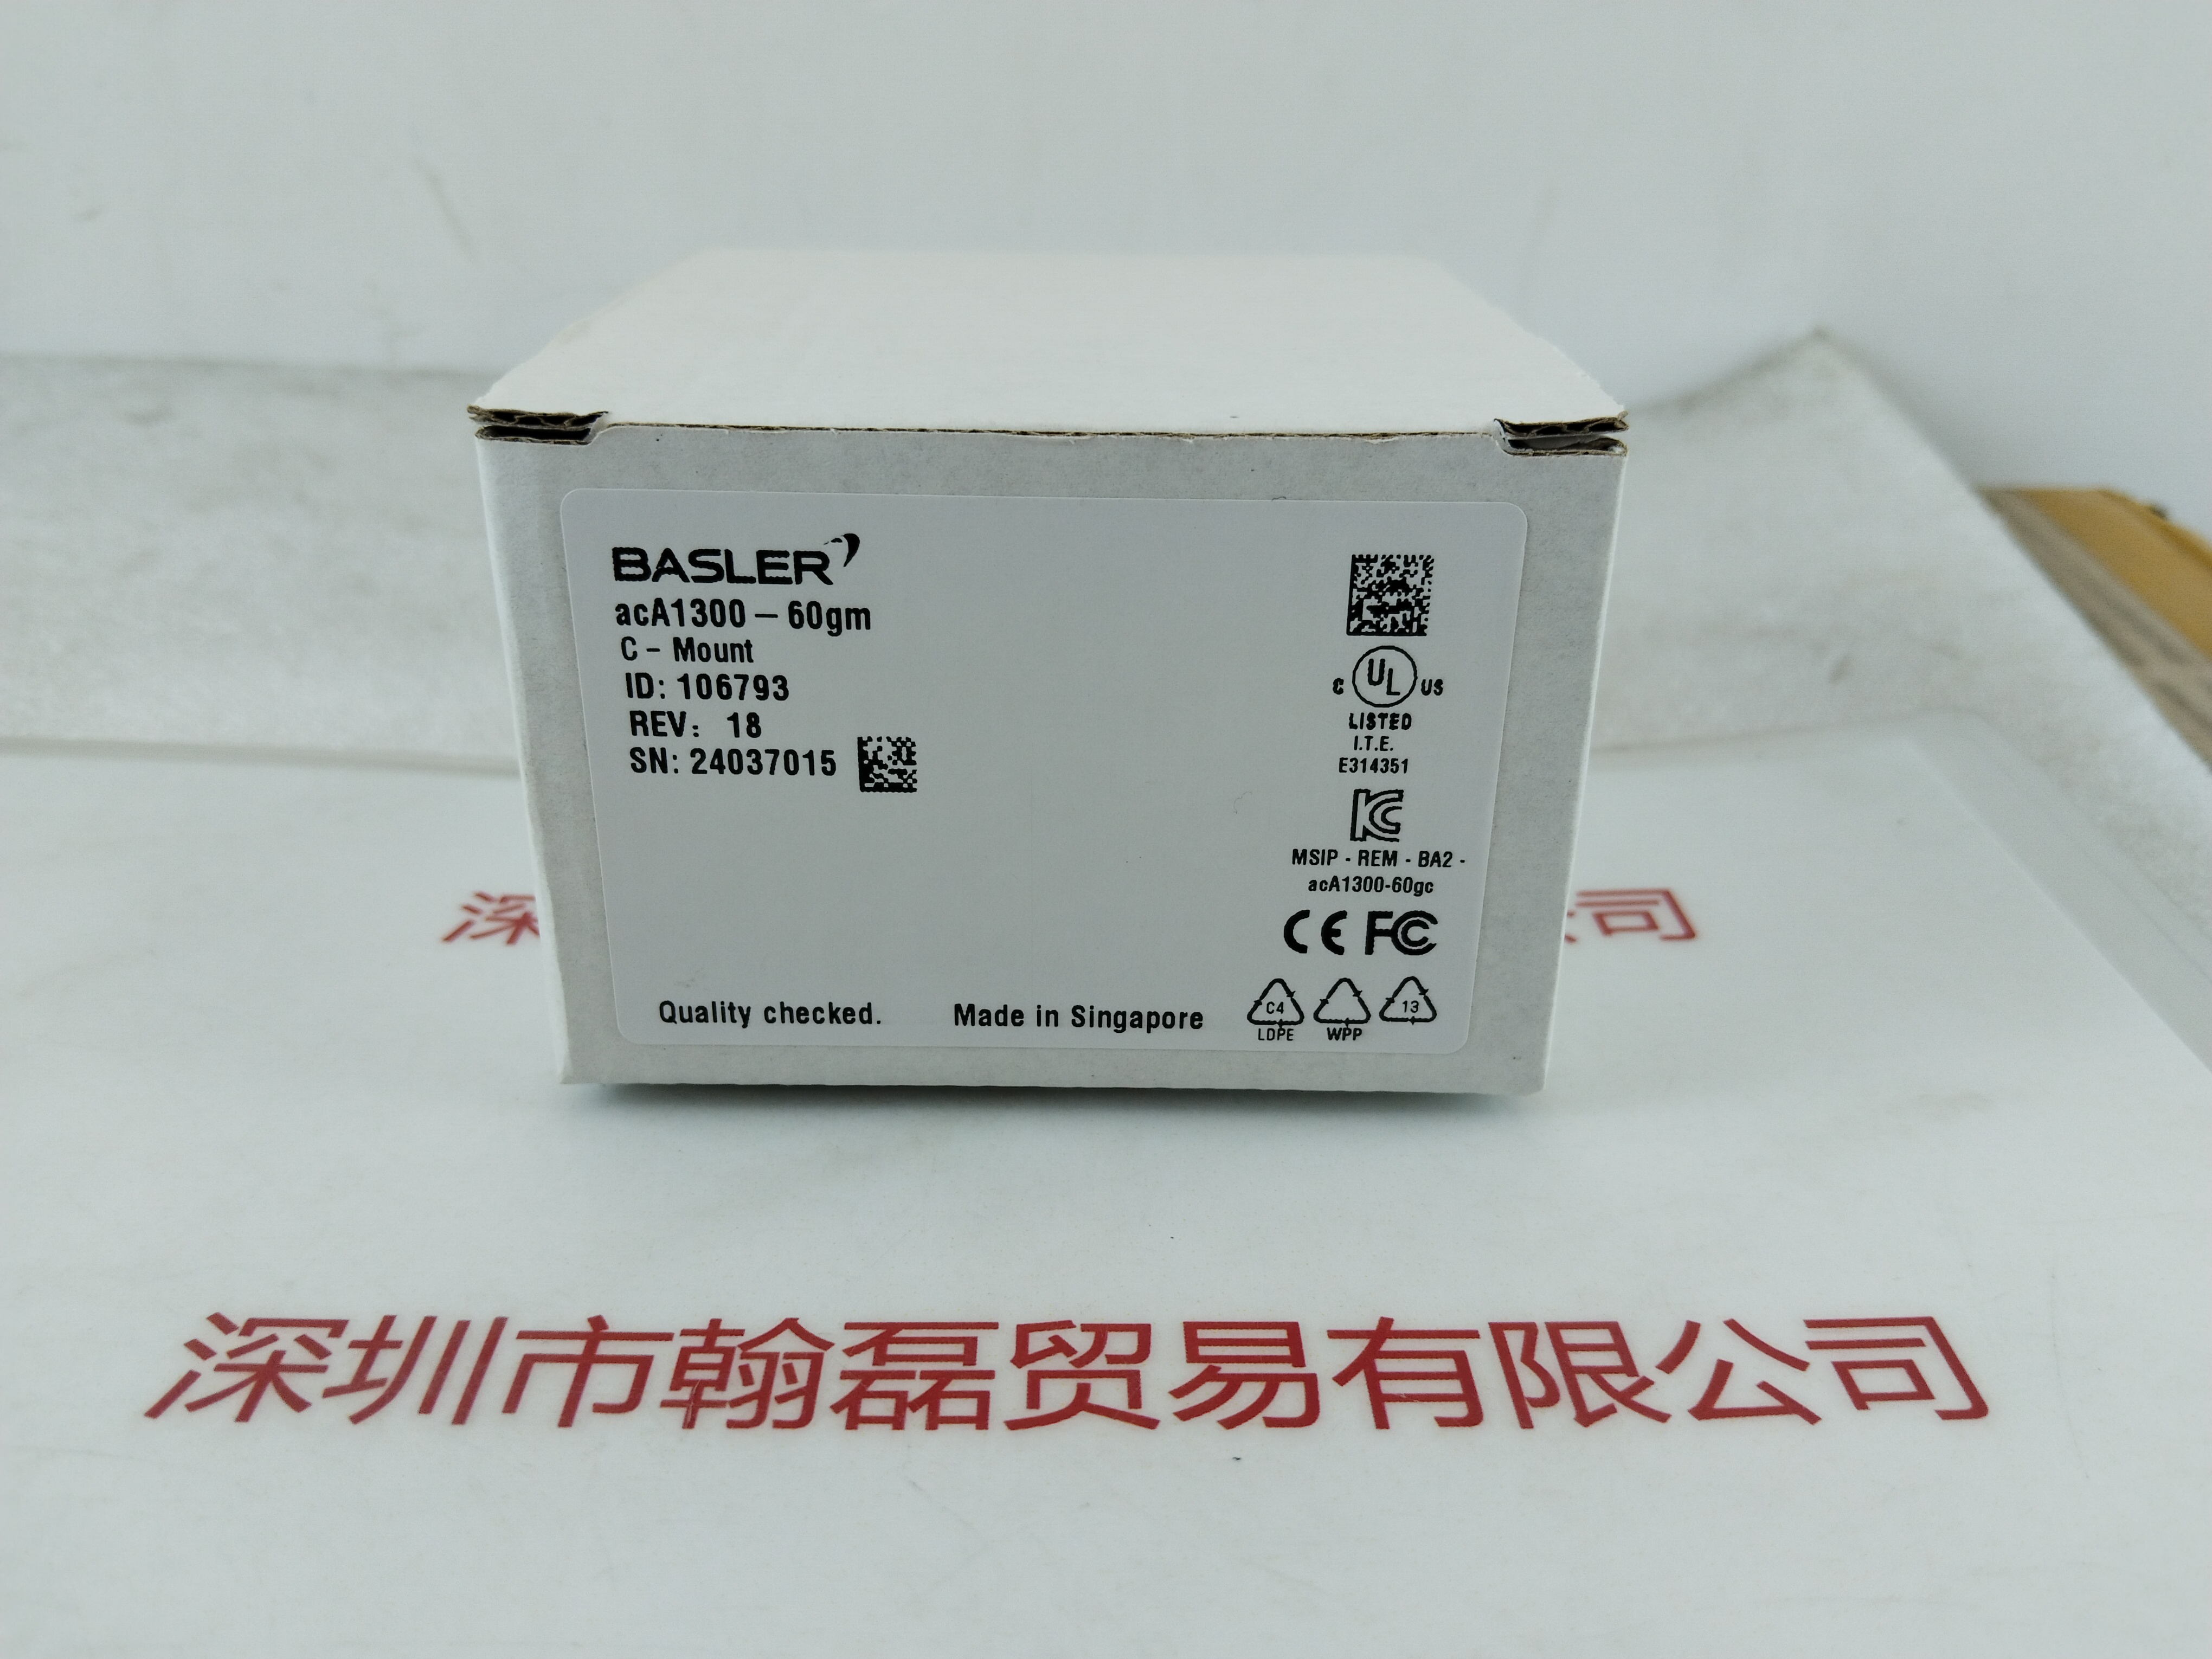 BASLER
acA1300 – 60gm
C - Mount
ID: 106793
REV: 18
SN: 24037015
C UL US
LISTED
I.T.E.
E314351
KC
MSIP - REM - BA2 -
acA1300-60gc
CE FC
Quality checked.
Made in Singapore
C4
LDPE
WPP
13
深
公司
深圳市翰磊贸易有限公司